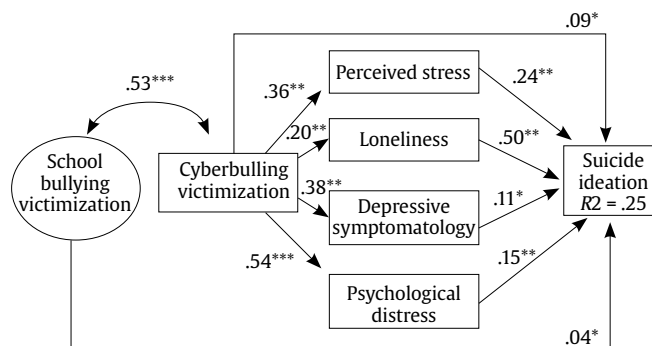 .09*
Perceived stress
.53***
.36**
.24**
.20**
Loneliness
.50**
School
bullying
victimization
Cyberbulling
victimization
Suicide
ideation
R2 = .25
.38**
Depressive
symptomatology
.11*
.54***
.15**
Psychological
distress
.04*